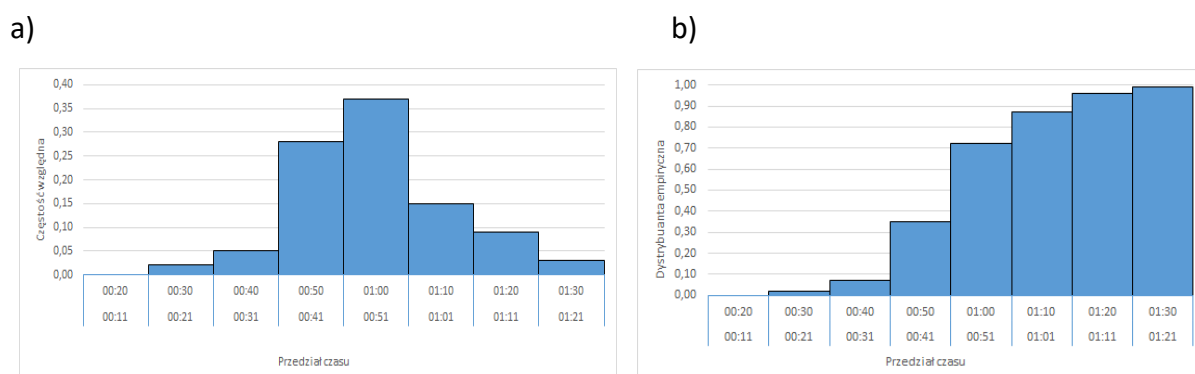 a)
b)
Częstość względna
0,40
0,35
0,30
0,25
0,20
0,15
0,10
0,05
0,00
00:20 00:30 00:40 00:50 01:00 01:10 01:20 01:30
00:11 00:21 00:31 00:41 00:51 01:01 01:11 01:21
Przedział czasu
Dystrybuanta empiryczna
1,00
0,90
0,80
0,70
0,60
0,50
0,40
0,30
0,20
0,10
0,00
00:20 00:30 00:40 00:50 01:00 01:10 01:20 01:30
00:11 00:21 00:31 00:41 00:51 01:01 01:11 01:21
Przedział czasu